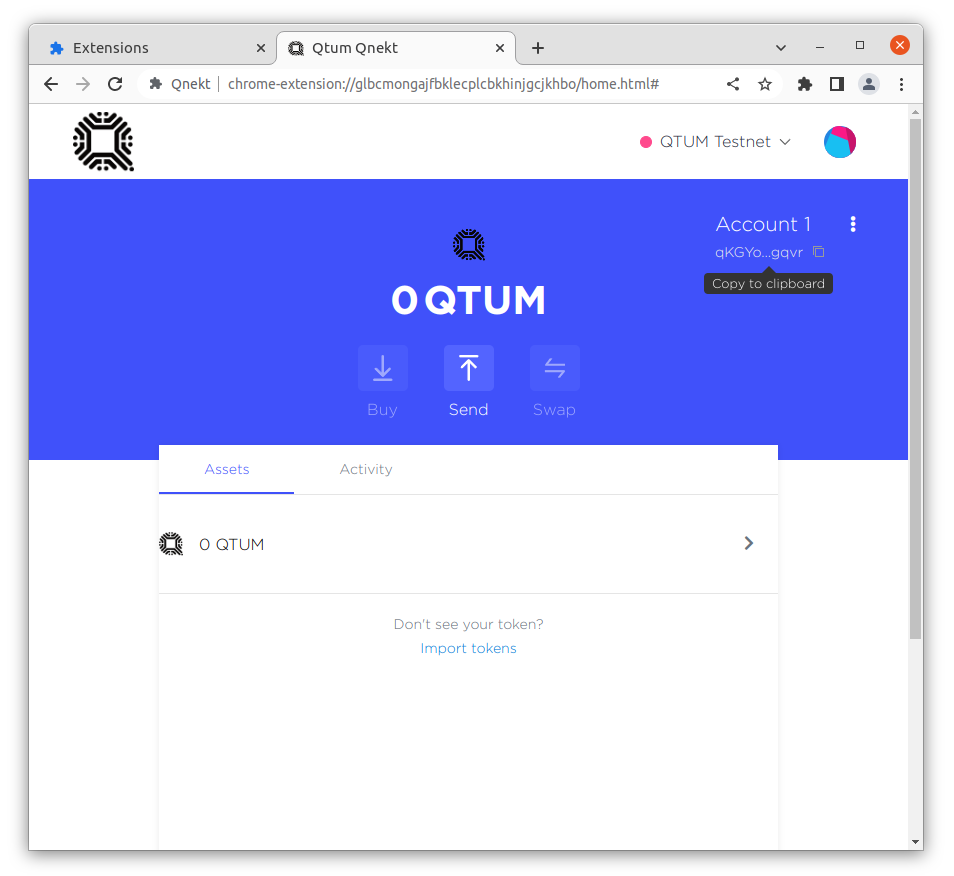 Extensions
Qtum Qnekt
Qnekt
chrome-extension://glbcmongajfbklecplcbkhinjgcjkhbo/home.html#
QTUM Testnet
Account 1
qKGYo...gqvr
Copy to clipboard
0 QTUM
Buy
Send
Swap
Assets
Activity
0 QTUM
Don't see your token?
Import tokens